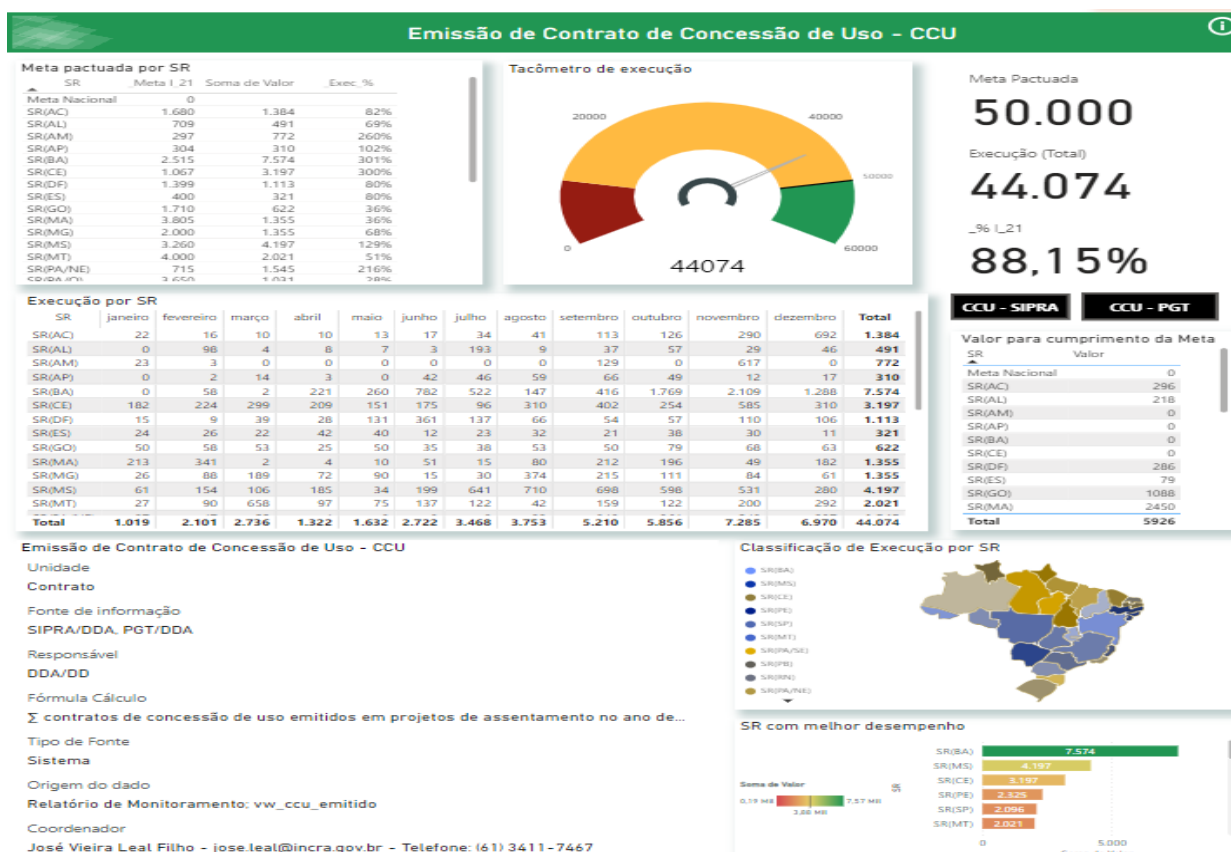 Emissão de Contrato de Concessão de Uso - CCU
Meta pactuada por SR
SR _Meta I_21 Soma de Valor _Exec_%
Meta Nacional 0
SR(AC) 1.680 1.384 82%
SR(AL) 709 491 69%
SR(AM) 297 772 260%
SR(AP) 304 310 102%
SR(BA) 2.515 7.574 301%
SR(CE) 1.067 3.197 300%
SR(DF) 1.399 1.113 80%
SR(ES) 400 321 80%
SR(GO) 1.710 622 36%
SR(MA) 3.805 1.355 36%
SR(MG) 2.000 1.355 68%
SR(MS) 3.260 4.197 129%
SR(MT) 4.000 2.021 51%
SR(PA/NE) 715 1.545 216%
Tacômetro de execução
20000
40000
50000
0
60000
44074
Meta Pactuada
50.000
Execução (Total)
44.074
_% I_21
88,15%
CCU - SIPRA
CCU - PGT
Execução por SR
SR janeiro fevereiro março abril maio junho julho agosto setembro outubro novembro dezembro Total
SR(AC) 22 16 10 10 13 17 34 41 113 126 290 692 1.384
SR(AL) 0 98 4 8 7 3 193 9 37 57 29 46 491
SR(AM) 23 3 0 0 0 0 0 0 129 0 617 0 772
SR(AP) 0 2 14 3 0 42 46 59 66 49 12 17 310
SR(BA) 0 58 2 221 260 782 522 147 416 1.769 2.109 1.288 7.574
SR(CE) 182 224 299 209 151 175 96 310 402 254 585 310 3.197
SR(DF) 15 9 39 28 131 361 137 66 54 57 110 106 1.113
SR(ES) 24 26 22 42 40 12 23 32 21 38 30 11 321
SR(GO) 50 58 53 25 50 35 38 53 50 79 68 63 622
SR(MA) 213 341 2 4 10 51 15 80 212 196 49 182 1.355
SR(MG) 26 88 189 72 90 15 30 374 215 111 84 61 1.355
SR(MS) 61 154 106 185 34 199 641 710 698 598 531 280 4.197
SR(MT) 27 90 658 97 75 137 122 42 159 122 200 292 2.021
Total 1.019 2.101 2.736 1.322 1.632 2.722 3.468 3.753 5.210 5.856 7.285 6.970 44.074
Valor para cumprimento da Meta
SR Valor
Meta Nacional 0
SR(AC) 296
SR(AL) 218
SR(AM) 0
SR(AP) 0
SR(BA) 0
SR(CE) 0
SR(DF) 286
SR(ES) 79
SR(GO) 1088
SR(MA) 2450
Total 5926
Emissão de Contrato de Concessão de Uso - CCU
Unidade
Contrato
Fonte de informação
SIPRA/DDA, PGT/DDA
Responsável
DDA/DD
Fórmula Cálculo
∑ contratos de concessão de uso emitidos em projetos de assentamento no ano de...
Tipo de Fonte
Sistema
Origem do dado
Relatório de Monitoramento; vw_ccu_emitido
Coordenador
José Vieira Leal Filho - jose.leal@incra.gov.br - Telefone: (61) 3411-7467
Classificação de Execução por SR
SR(BA)
SR(MS)
SR(CE)
SR(PE)
SR(SP)
SR(MT)
SR(PA/SE)
SR(PB)
SR(RN)
SR(PA/NE)
SR com melhor desempenho
Soma de Valor
0,19 Mil 7,57 Mil
3,88 Mil
SR
SR(BA) 7.574
SR(MS) 4.197
SR(CE) 3.197
SR(PE) 2.325
SR(SP) 2.096
SR(MT) 2.021
0 5.000